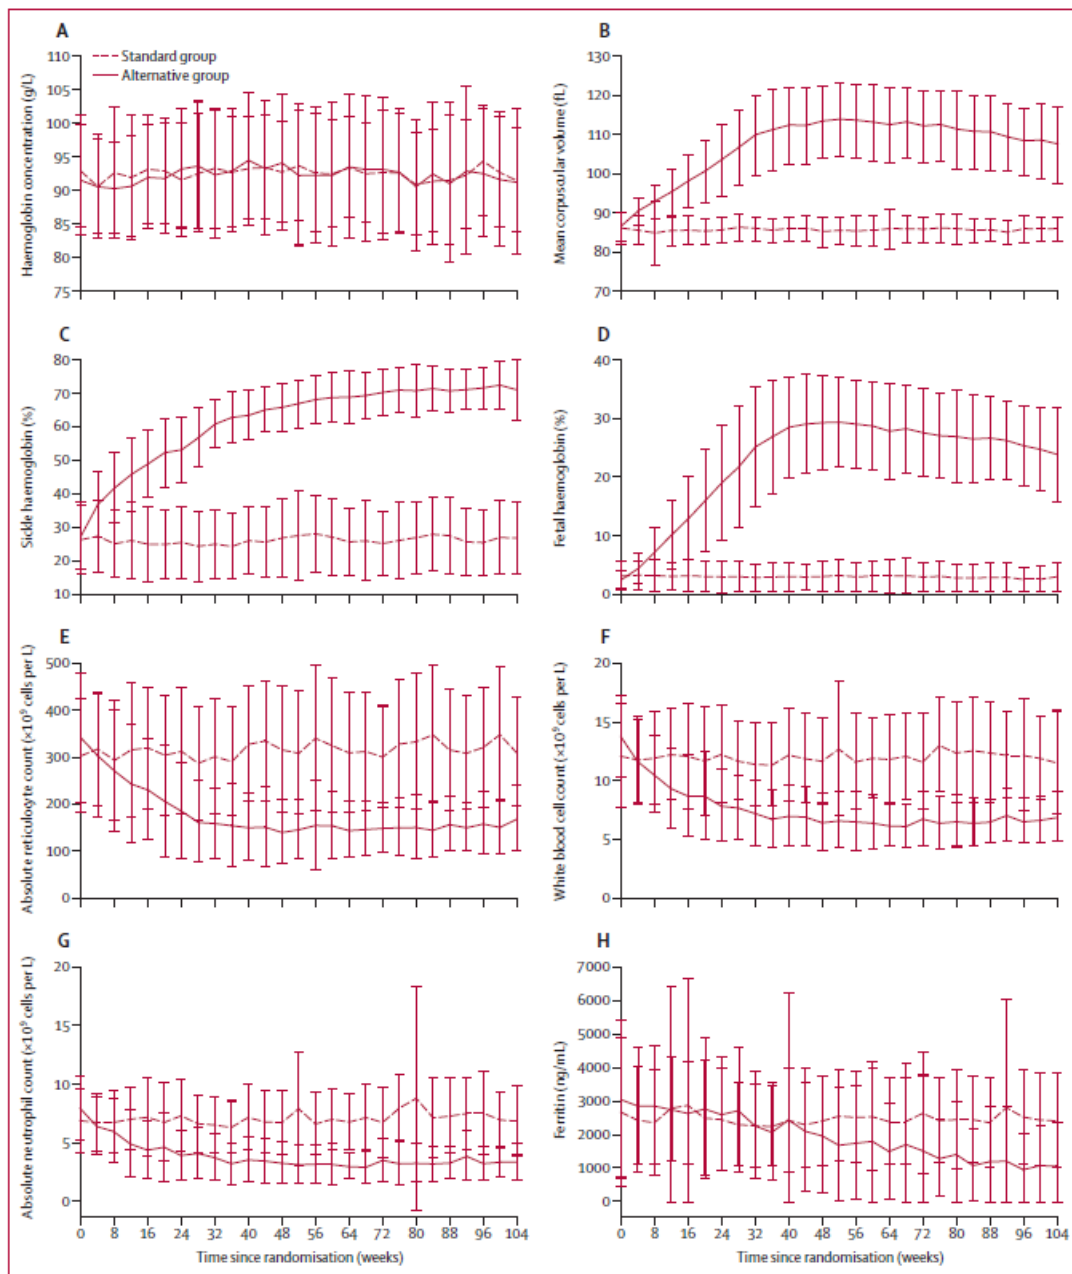 A
Standard group
Alternative group
Haemoglobin concentration (g/L)
110
105
100
95
90
85
80
75
B
Mean corpuscular volume (fL)
130
120
110
100
90
80
70
C
Sickle haemoglobin (%)
80
70
60
50
40
30
20
10
D
Fetal haemoglobin (%)
40
30
20
10
0
E
Absolute reticulocyte count (×10⁹ cells per L)
500
400
300
200
100
0
F
White blood cell count (×10⁹ cells per L)
20
15
10
5
0
G
Absolute neutrophil count (×10⁹ cells per L)
20
15
10
5
0
0 8 16 24 32 40 48 56 64 72 80 88 96 104
Time since randomisation (weeks)
H
Ferritin (ng/mL)
7000
6000
5000
4000
3000
2000
1000
0
0 8 16 24 32 40 48 56 64 72 80 88 96 104
Time since randomisation (weeks)